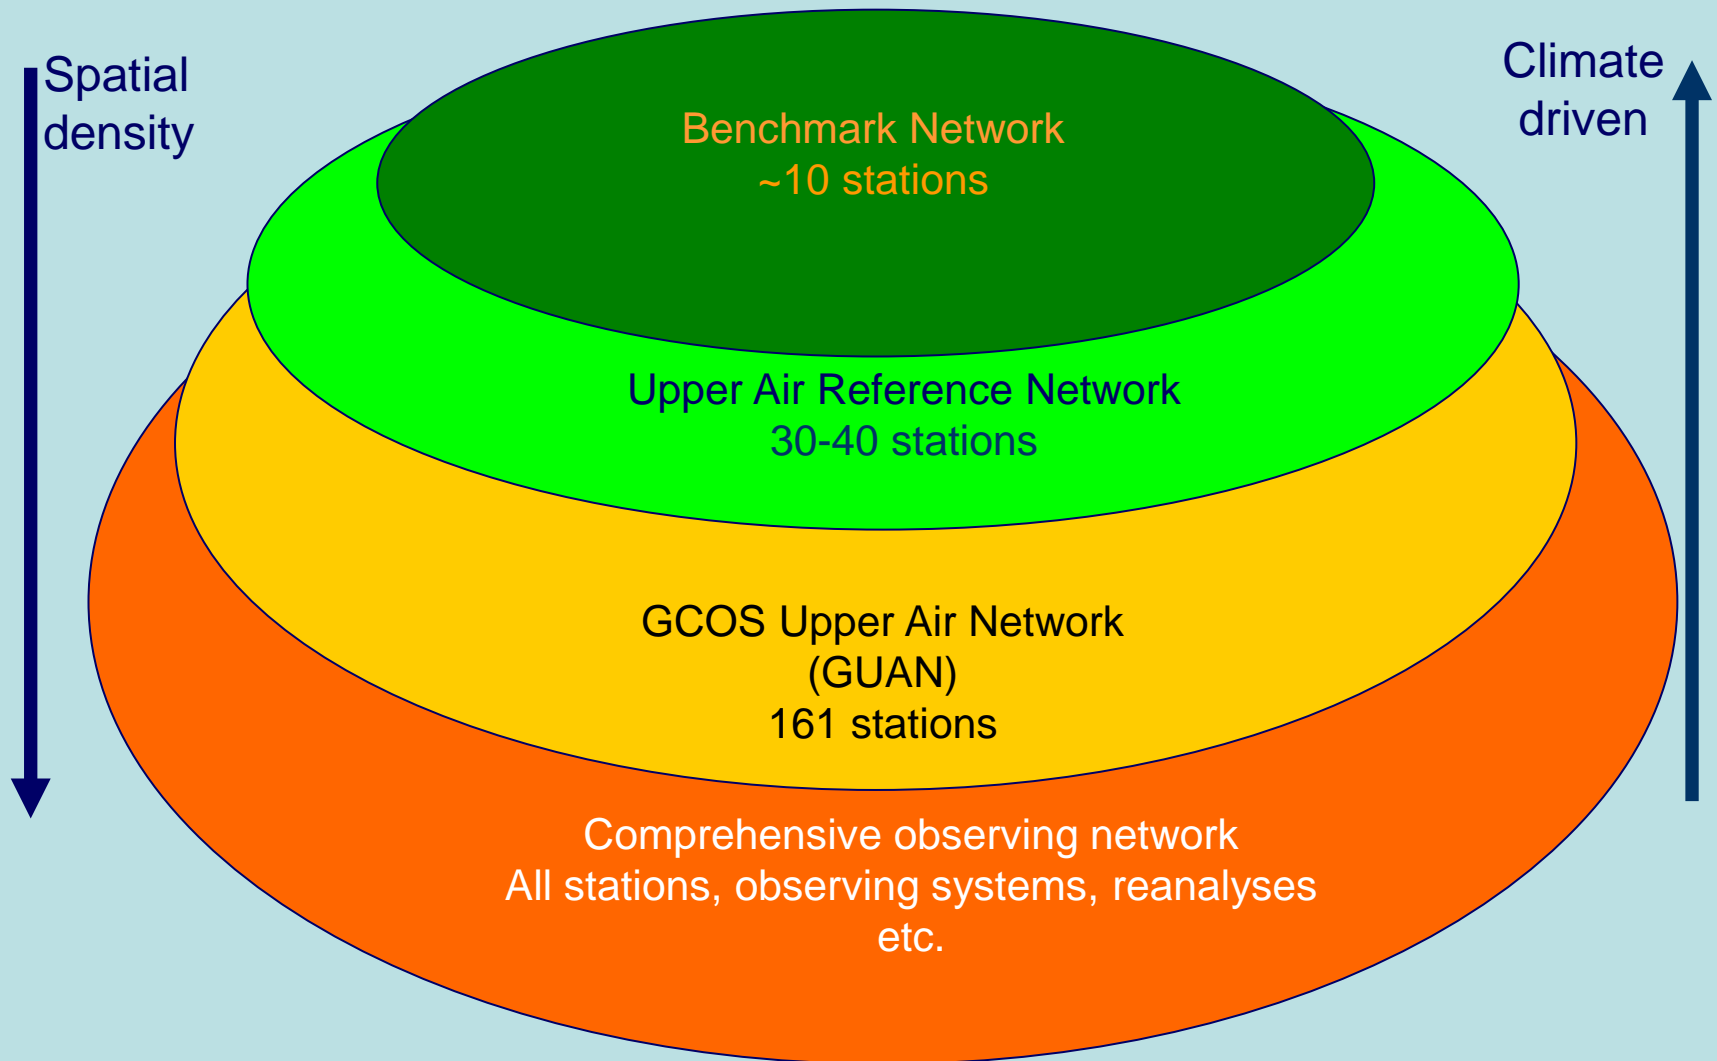 Spatial
density
Climate
driven
Benchmark Network
~10 stations
Upper Air Reference Network
30-40 stations
GCOS Upper Air Network
(GUAN)
161 stations
Comprehensive observing network
All stations, observing systems, reanalyses
etc.